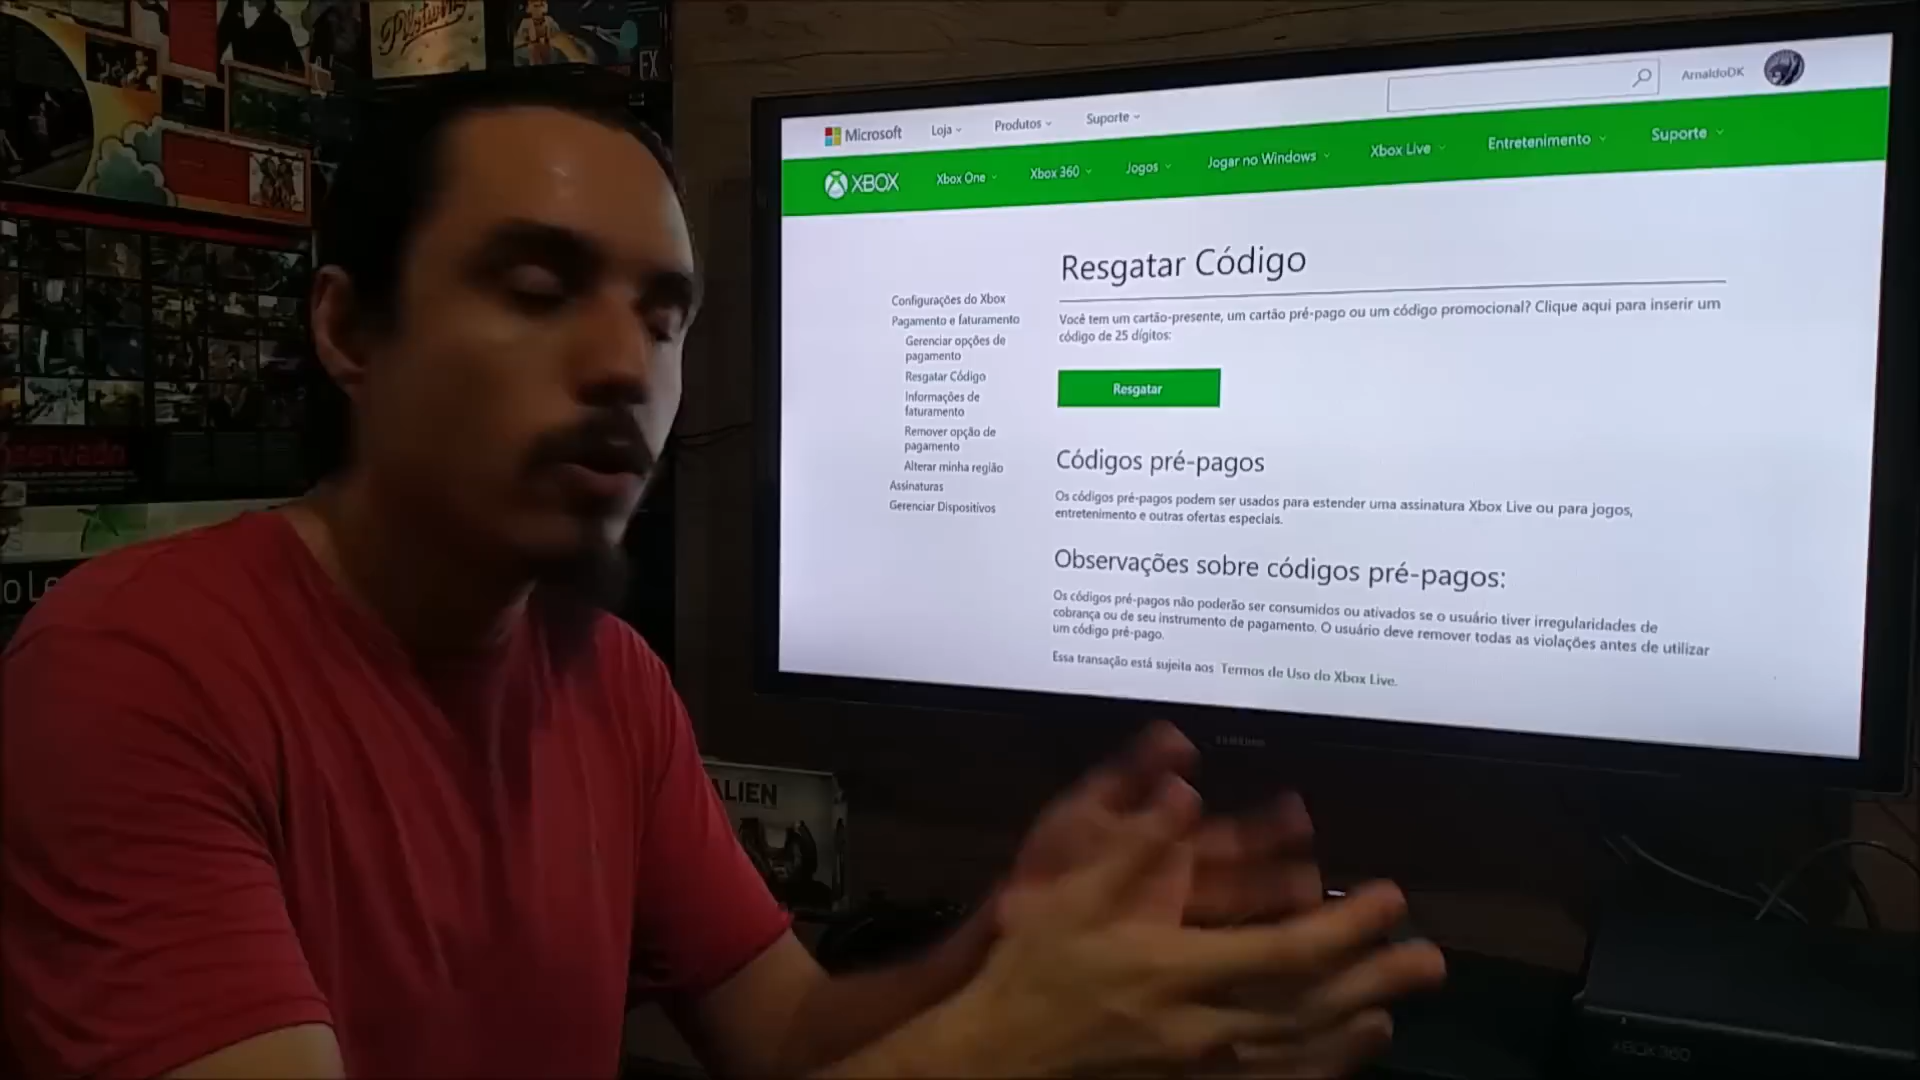 Pilotwings
FX
Microsoft
Loja
Produtos
Suporte
ArnaldoDK
XBOX
Xbox One
Xbox 360
Jogos
Jogar no Windows
Xbox Live
Entretenimento
Suporte
Configurações do Xbox
Pagamento e faturamento
Gerenciar opções de
pagamento
Resgatar Código
Informações de
faturamento
Remover opção de
pagamento
Alterar minha região
Assinaturas
Gerenciar Dispositivos
Resgatar Código
Você tem um cartão-presente, um cartão pré-pago ou um código promocional? Clique aqui para inserir um
código de 25 dígitos:
Resgatar
Códigos pré-pagos
Os códigos pré-pagos podem ser usados para estender uma assinatura Xbox Live ou para jogos,
entretenimento e outras ofertas especiais.
Observações sobre códigos pré-pagos:
Os códigos pré-pagos não poderão ser consumidos ou ativados se o usuário tiver irregularidades de
cobrança ou de seu instrumento de pagamento. O usuário deve remover todas as violações antes de utilizar
um código pré-pago.
Essa transação está sujeita aos Termos de Uso do Xbox Live.
SAMSUNG
ALIEN
XBOX 360